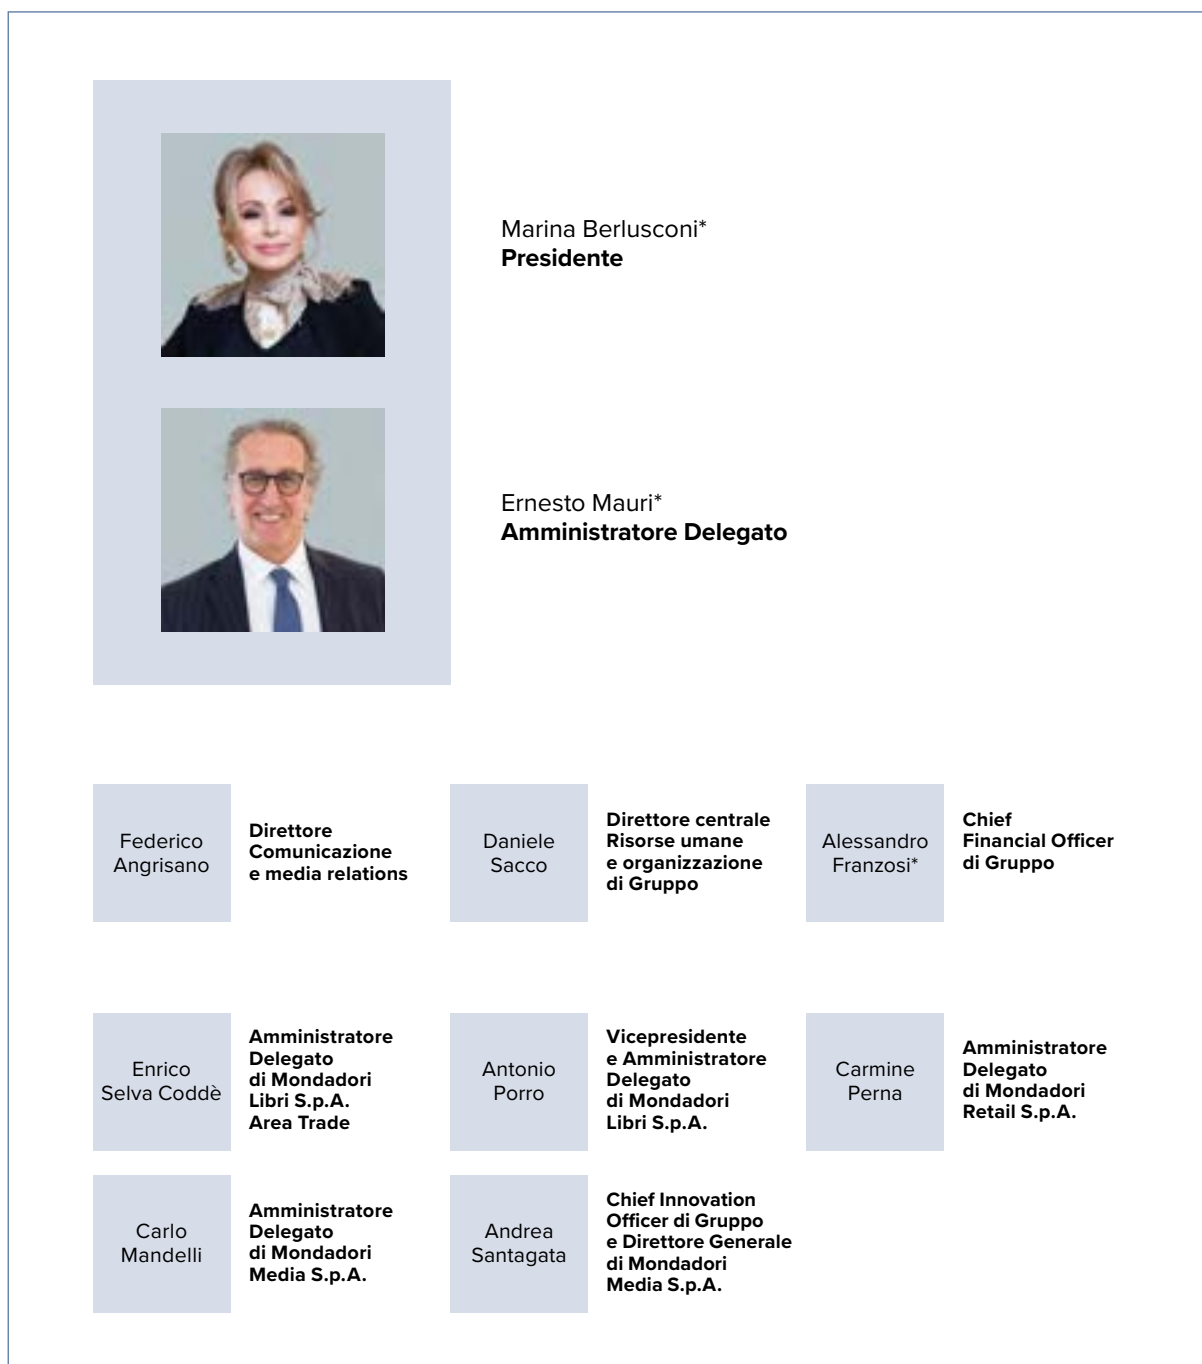 Marina Berlusconi*
Presidente
Ernesto Mauri*
Amministratore Delegato
Federico
Angrisano
Direttore
Comunicazione
e media relations
Daniele
Sacco
Direttore centrale
Risorse umane
e organizzazione
di Gruppo
Alessandro
Franzosi*
Chief
Financial Officer
di Gruppo
Enrico
Selva Coddè
Amministratore
Delegato
di Mondadori
Libri S.p.A.
Area Trade
Antonio
Porro
Vicepresidente
e Amministratore
Delegato
di Mondadori
Libri S.p.A.
Carmine
Perna
Amministratore
Delegato
di Mondadori
Retail S.p.A.
Carlo
Mandelli
Amministratore
Delegato
di Mondadori
Media S.p.A.
Andrea
Santagata
Chief Innovation
Officer di Gruppo
e Direttore Generale
di Mondadori
Media S.p.A.